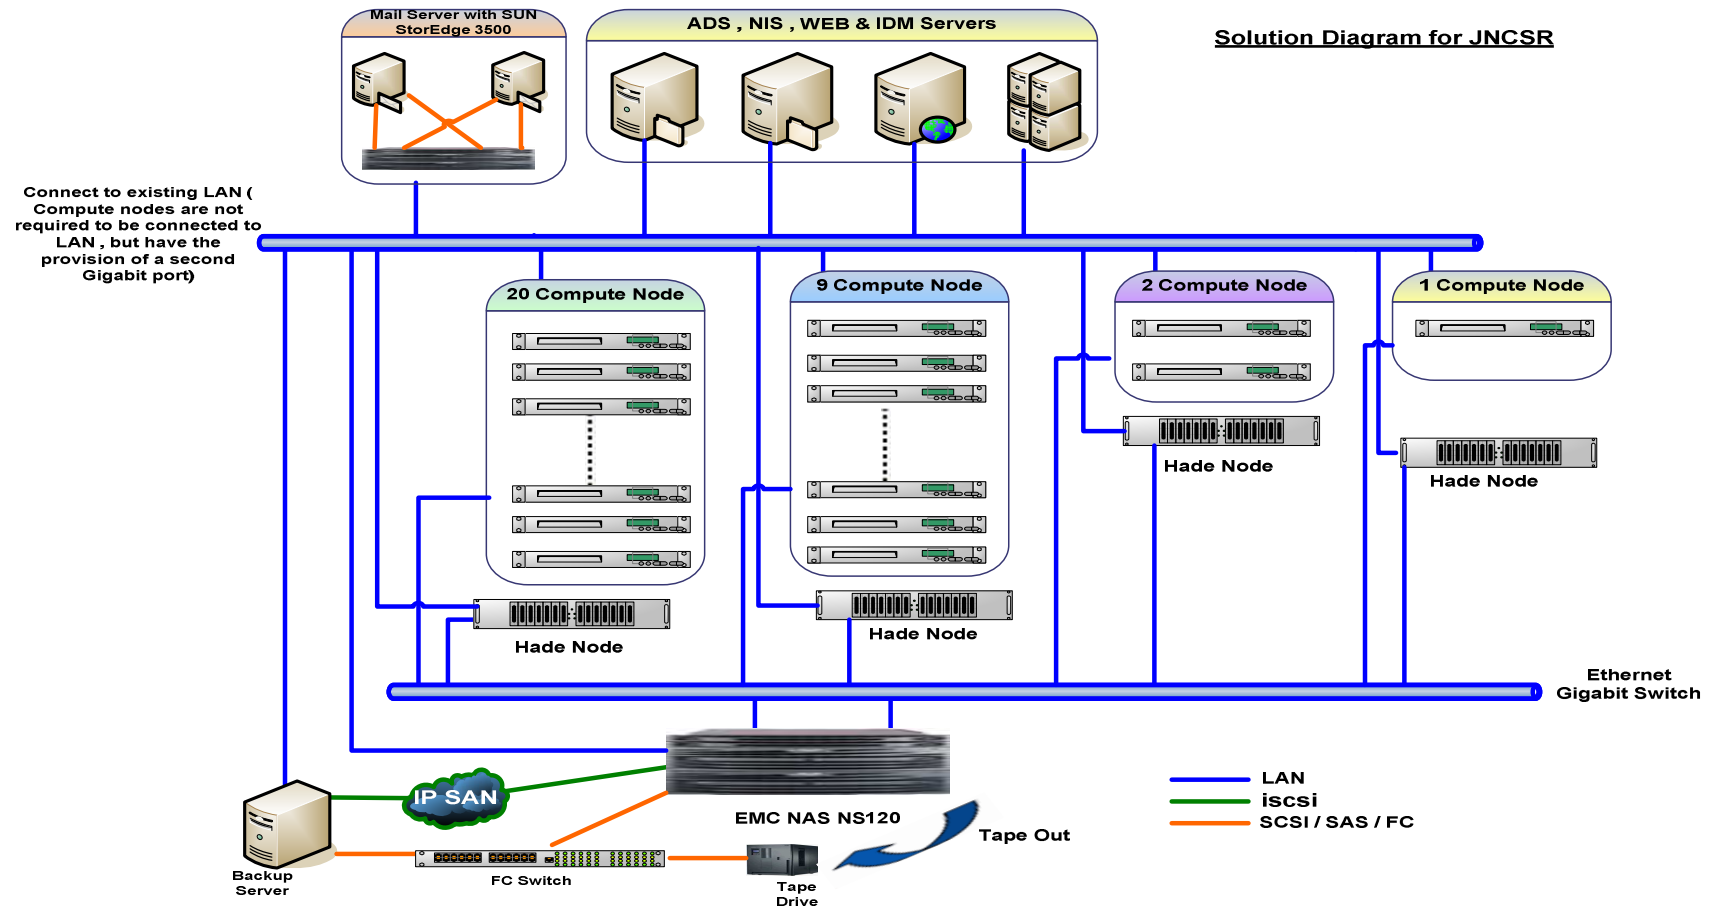 Mail Server with SUN
StorEdge 3500
ADS , NIS , WEB & IDM Servers
Solution Diagram for JNCSR
Connect to existing LAN (
Compute nodes are not
required to be connected to
LAN , but have the
provision of a second
Gigabit port)
20 Compute Node
9 Compute Node
2 Compute Node
1 Compute Node
Hade Node
Hade Node
Hade Node
Hade Node
Ethernet
Gigabit Switch
IP SAN
EMC NAS NS120
Tape Out
LAN
iscsi
SCSI / SAS / FC
Backup
Server
FC Switch
Tape
Drive